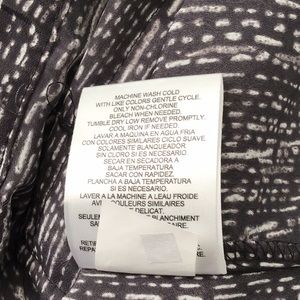 MACHINE WASH COLD
WITH LIKE COLORS GENTLE CYCLE.
ONLY NON-CHLORINE
BLEACH WHEN NEEDED.
TUMBLE DRY LOW REMOVE PROMPTLY.
COOL IRON IF NEEDED.
LAVAR A MAQUINA EN AGUA FRIA
CON COLORES SIMILARES CICLO SUAVE.
SOLAMENTE BLANQUEADOR
SIN CLORO SI ES NECESARIO.
SECAR EN SECADORA A
BAJA TEMPERATURA
SACAR CON RAPIDEZ.
PLANCHA A BAJA TEMPERATURA
SI ES NECESARIO.
LAVER A LA MACHINE A L'EAU FROIDE
COULEURS SIMILAIRES
DELICAT.
BLANCHIMENT